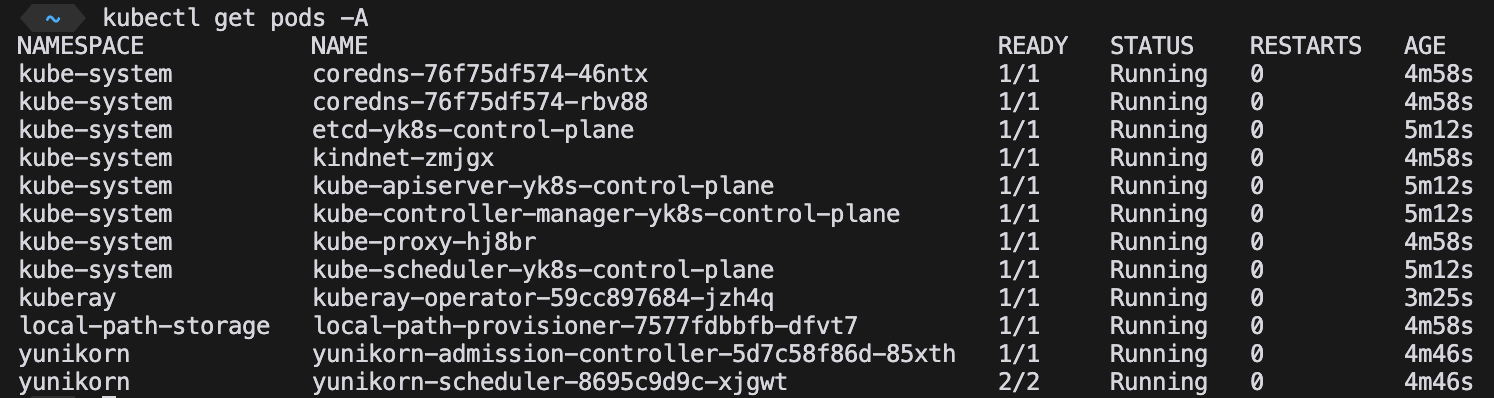 ~ kubectl get pods -A
NAMESPACE NAME READY STATUS RESTARTS AGE
kube-system coredns-76f75df574-46ntx 1/1 Running 0 4m58s
kube-system coredns-76f75df574-rbv88 1/1 Running 0 4m58s
kube-system etcd-yk8s-control-plane 1/1 Running 0 5m12s
kube-system kindnet-zmjgx 1/1 Running 0 4m58s
kube-system kube-apiserver-yk8s-control-plane 1/1 Running 0 5m12s
kube-system kube-controller-manager-yk8s-control-plane 1/1 Running 0 5m12s
kube-system kube-proxy-hj8br 1/1 Running 0 4m58s
kube-system kube-scheduler-yk8s-control-plane 1/1 Running 0 5m12s
kuberay kuberay-operator-59cc897684-jzh4q 1/1 Running 0 3m25s
local-path-storage local-path-provisioner-7577fdbbfb-dfvt7 1/1 Running 0 4m58s
yunikorn yunikorn-admission-controller-5d7c58f86d-85xth 1/1 Running 0 4m46s
yunikorn yunikorn-scheduler-8695c9d9c-xjgwt 2/2 Running 0 4m46s